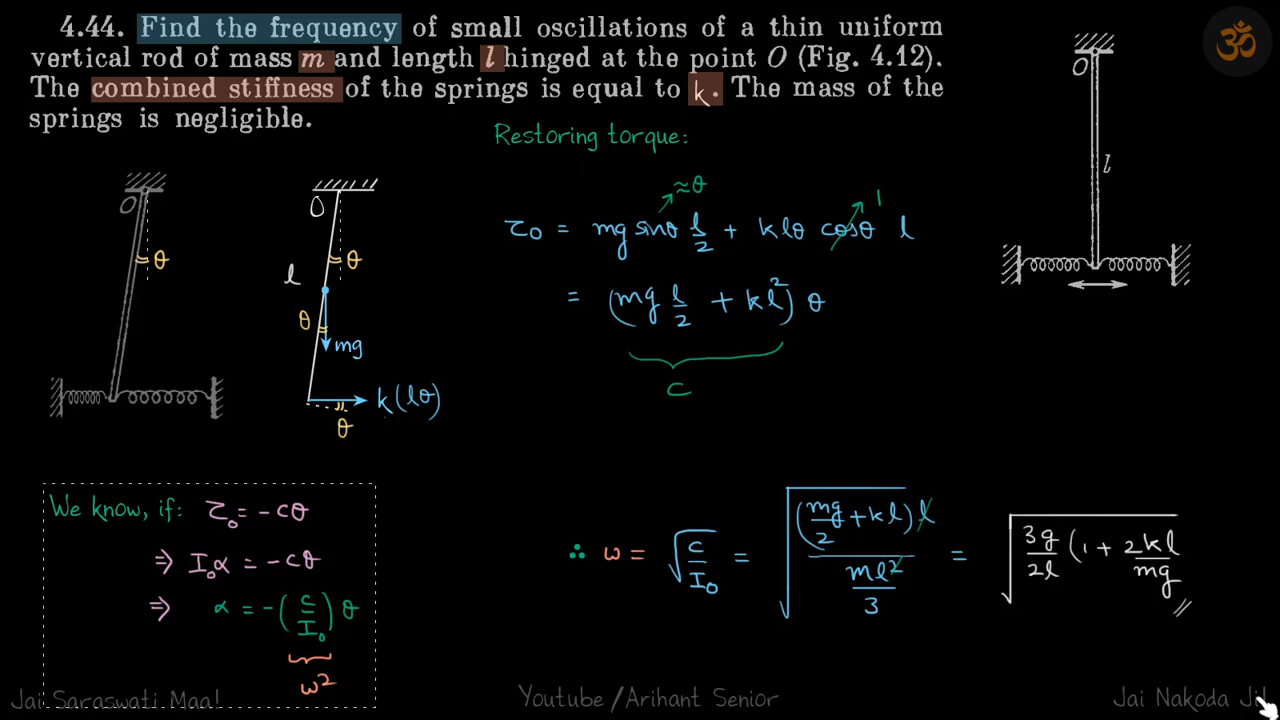 4.44. Find the frequency of small oscillations of a thin uniform
vertical rod of mass m and length l hinged at the point O (Fig. 4.12).
The combined stiffness of the springs is equal to k. The mass of the
springs is negligible.
ॐ
O
l
Restoring torque:
≈θ
1
τ₀ = mg sinθ l/2 + klθ cosθ l
= (mg l/2 + kl²) θ
C
O
θ
O
θ
l
θ
mg
k(lθ)
θ
We know, if: τ₀ = -cθ
⇒ I₀α = -cθ
⇒ α = -(c/I₀) θ
ω²
∴ ω = √(c/I₀) = √((mg/2 + kl) l / (ml²/3)) = √(3g/2l (1 + 2kl/mg
Jai Saraswati Maa!
Youtube /Arihant Senior
Jai Nakoda Ji!